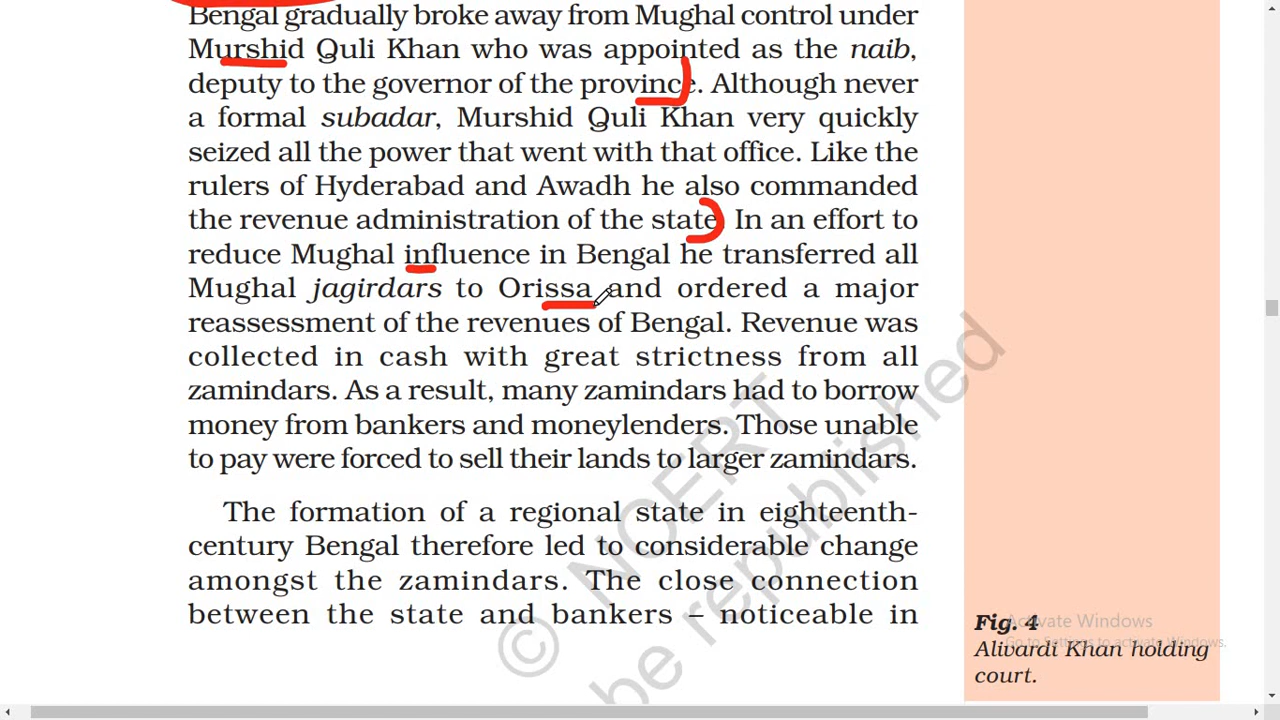 Bengal gradually broke away from Mughal control under
Murshid Quli Khan who was appointed as the naib,
deputy to the governor of the province. Although never
a formal subadar, Murshid Quli Khan very quickly
seized all the power that went with that office. Like the
rulers of Hyderabad and Awadh he also commanded
the revenue administration of the state. In an effort to
reduce Mughal influence in Bengal he transferred all
Mughal jagirdars to Orissa and ordered a major
reassessment of the revenues of Bengal. Revenue was
collected in cash with great strictness from all
zamindars. As a result, many zamindars had to borrow
money from bankers and moneylenders. Those unable
to pay were forced to sell their lands to larger zamindars.
The formation of a regional state in eighteenth-
century Bengal therefore led to considerable change
amongst the zamindars. The close connection
between the state and bankers – noticeable in
© NCERT
be republished
Fig. 4
Alivardi Khan holding
court.
Activate Windows
Go to Settings to activate Windows.